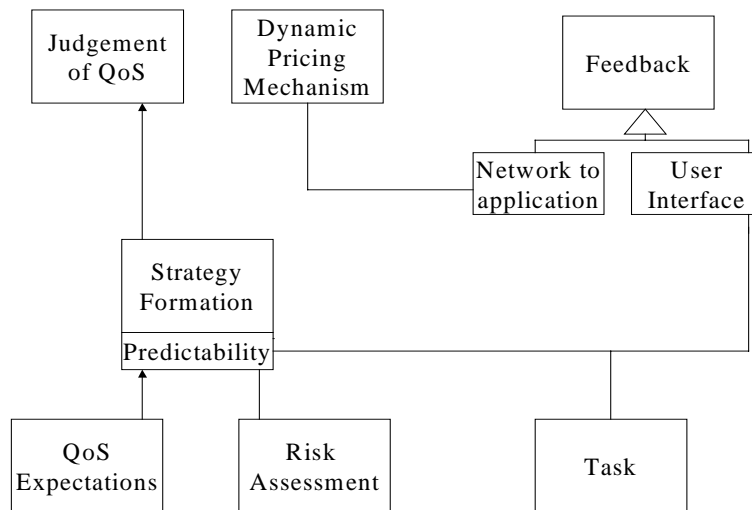 Judgement
of QoS
Dynamic
Pricing
Mechanism
Feedback
Network to
application
User
Interface
Strategy
Formation
Predictability
QoS
Expectations
Risk
Assessment
Task